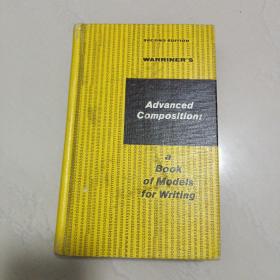 SECOND EDITION
WARRINER'S
Advanced
Composition:
a
Book
of Models
for Writing